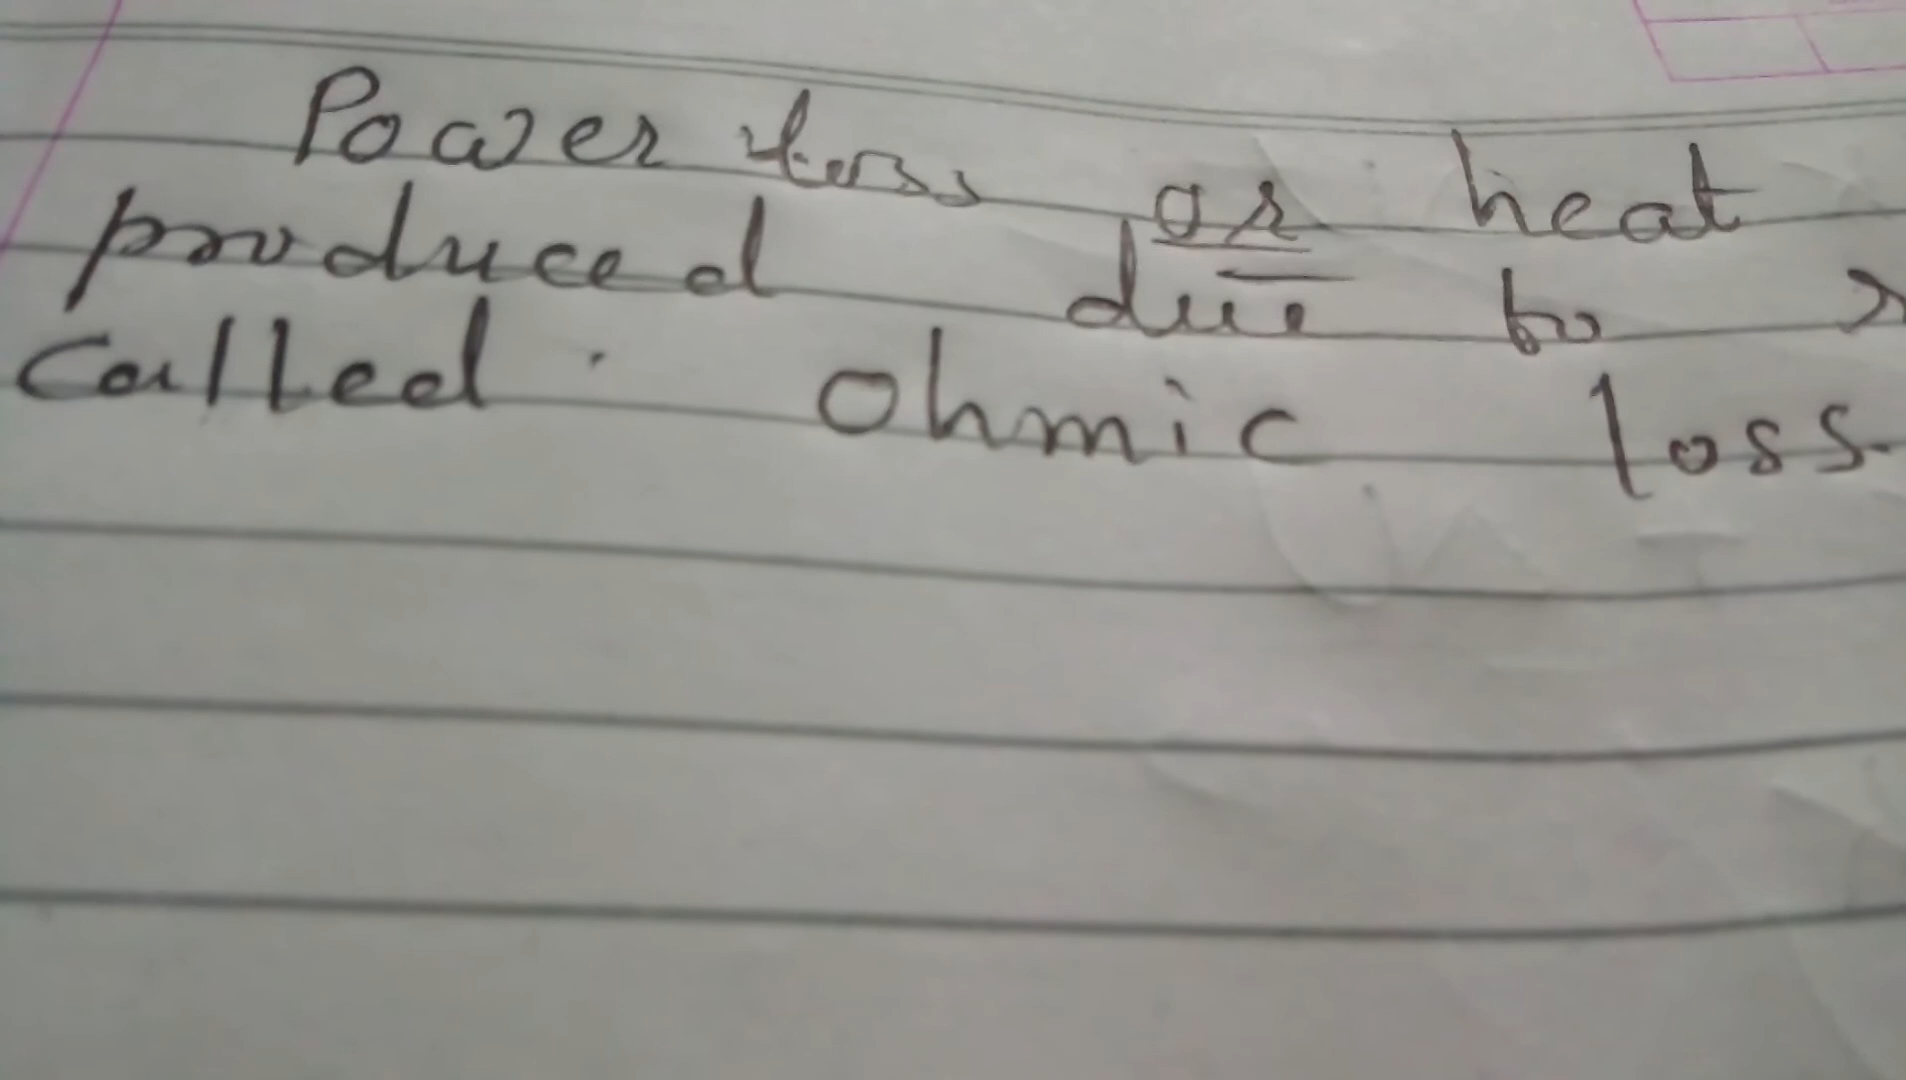 Power loss or heat
produced due to
called ohmic loss.